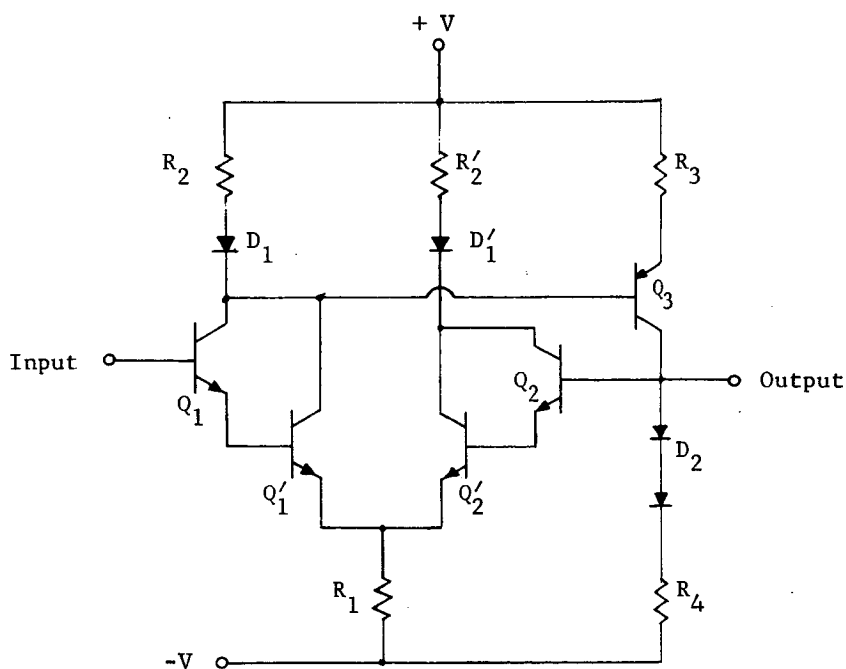 + V
R2
R2′
R3
D1
D1′
Q3
Input
Q1
Q2
Output
Q1′
Q2′
D2
R1
R4
-V